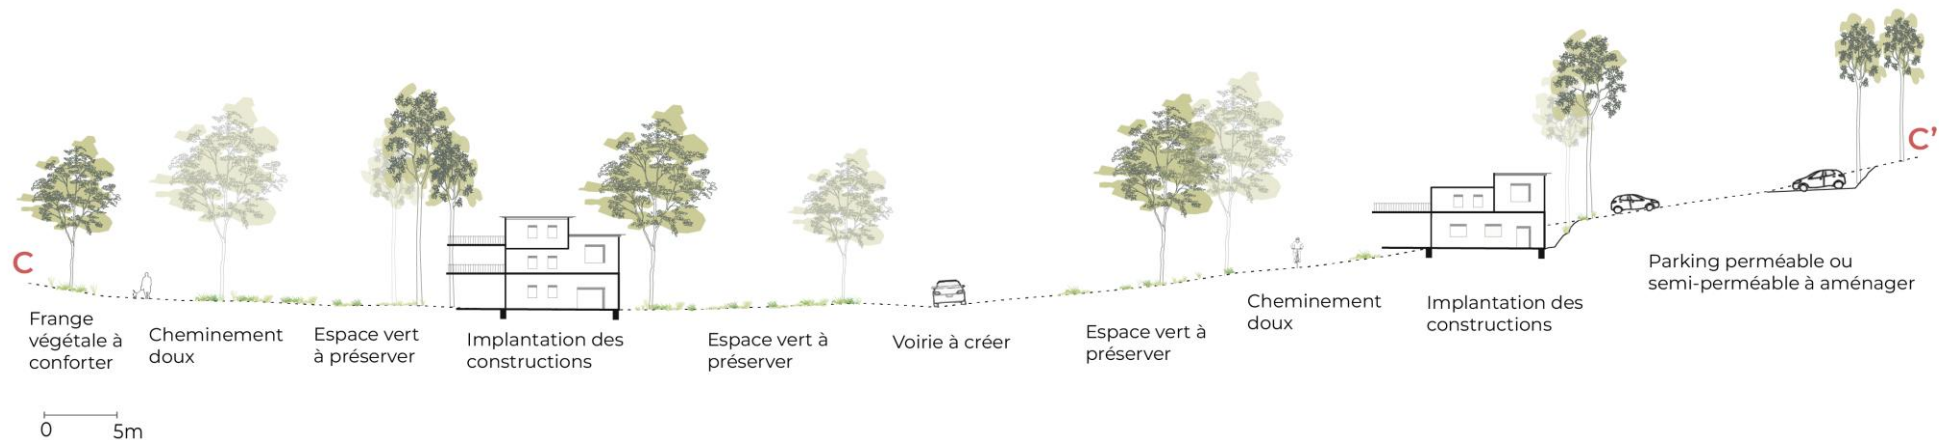 C
C'
Frange
végétale à
conforter
Cheminement
doux
Espace vert
à préserver
Implantation des
constructions
Espace vert à
préserver
Voirie à créer
Espace vert à
préserver
Cheminement
doux
Implantation des
constructions
Parking perméable ou
semi-perméable à aménager
0 5m